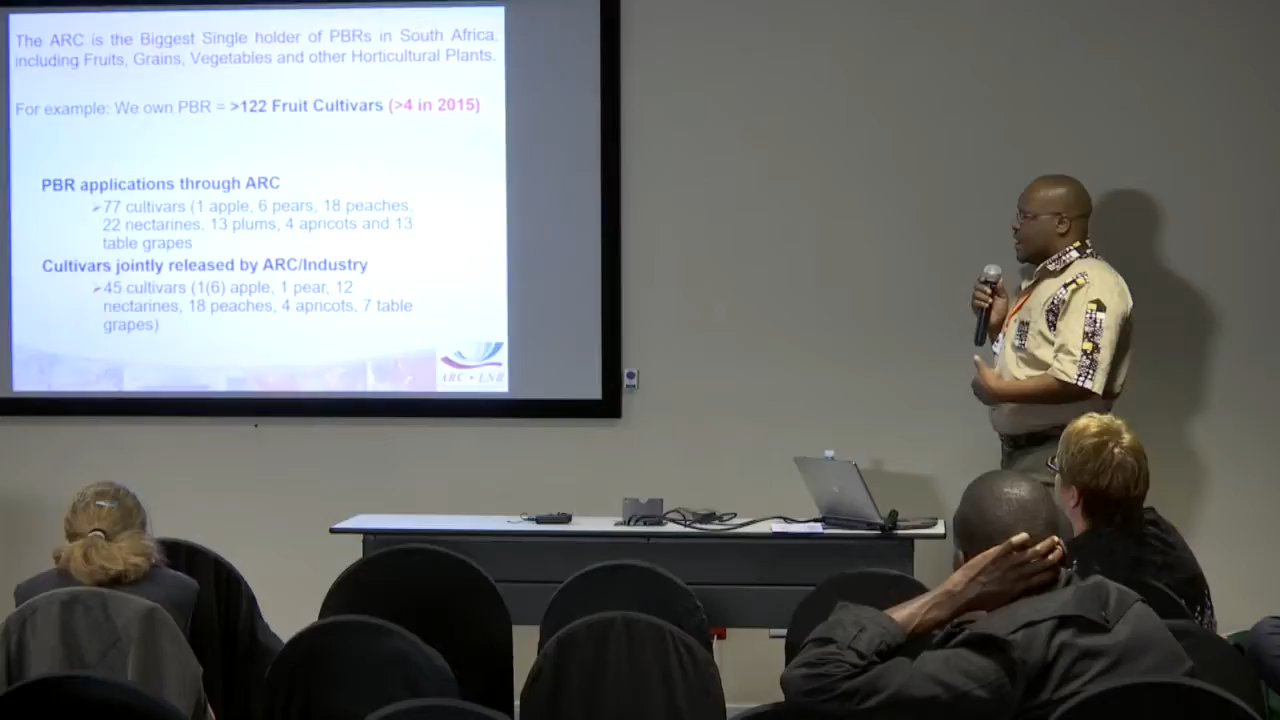 The ARC is the Biggest Single holder of PBRs in South Africa,
including Fruits, Grains, Vegetables and other Horticultural Plants.
For example: We own PBR = >122 Fruit Cultivars (>4 in 2015)
PBR applications through ARC
➢77 cultivars (1 apple, 6 pears, 18 peaches,
22 nectarines, 13 plums, 4 apricots and 13
table grapes
Cultivars jointly released by ARC/Industry
➢45 cultivars (1(6) apple, 1 pear, 12
nectarines, 18 peaches, 4 apricots, 7 table
grapes)
ARC • LNR